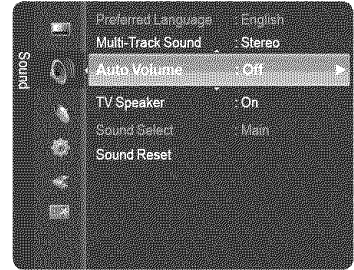 Sound
Preferred Language : English
Multi-Track Sound : Stereo
Auto Volume : Off
TV Speaker : On
Sound Select : Main
Sound Reset